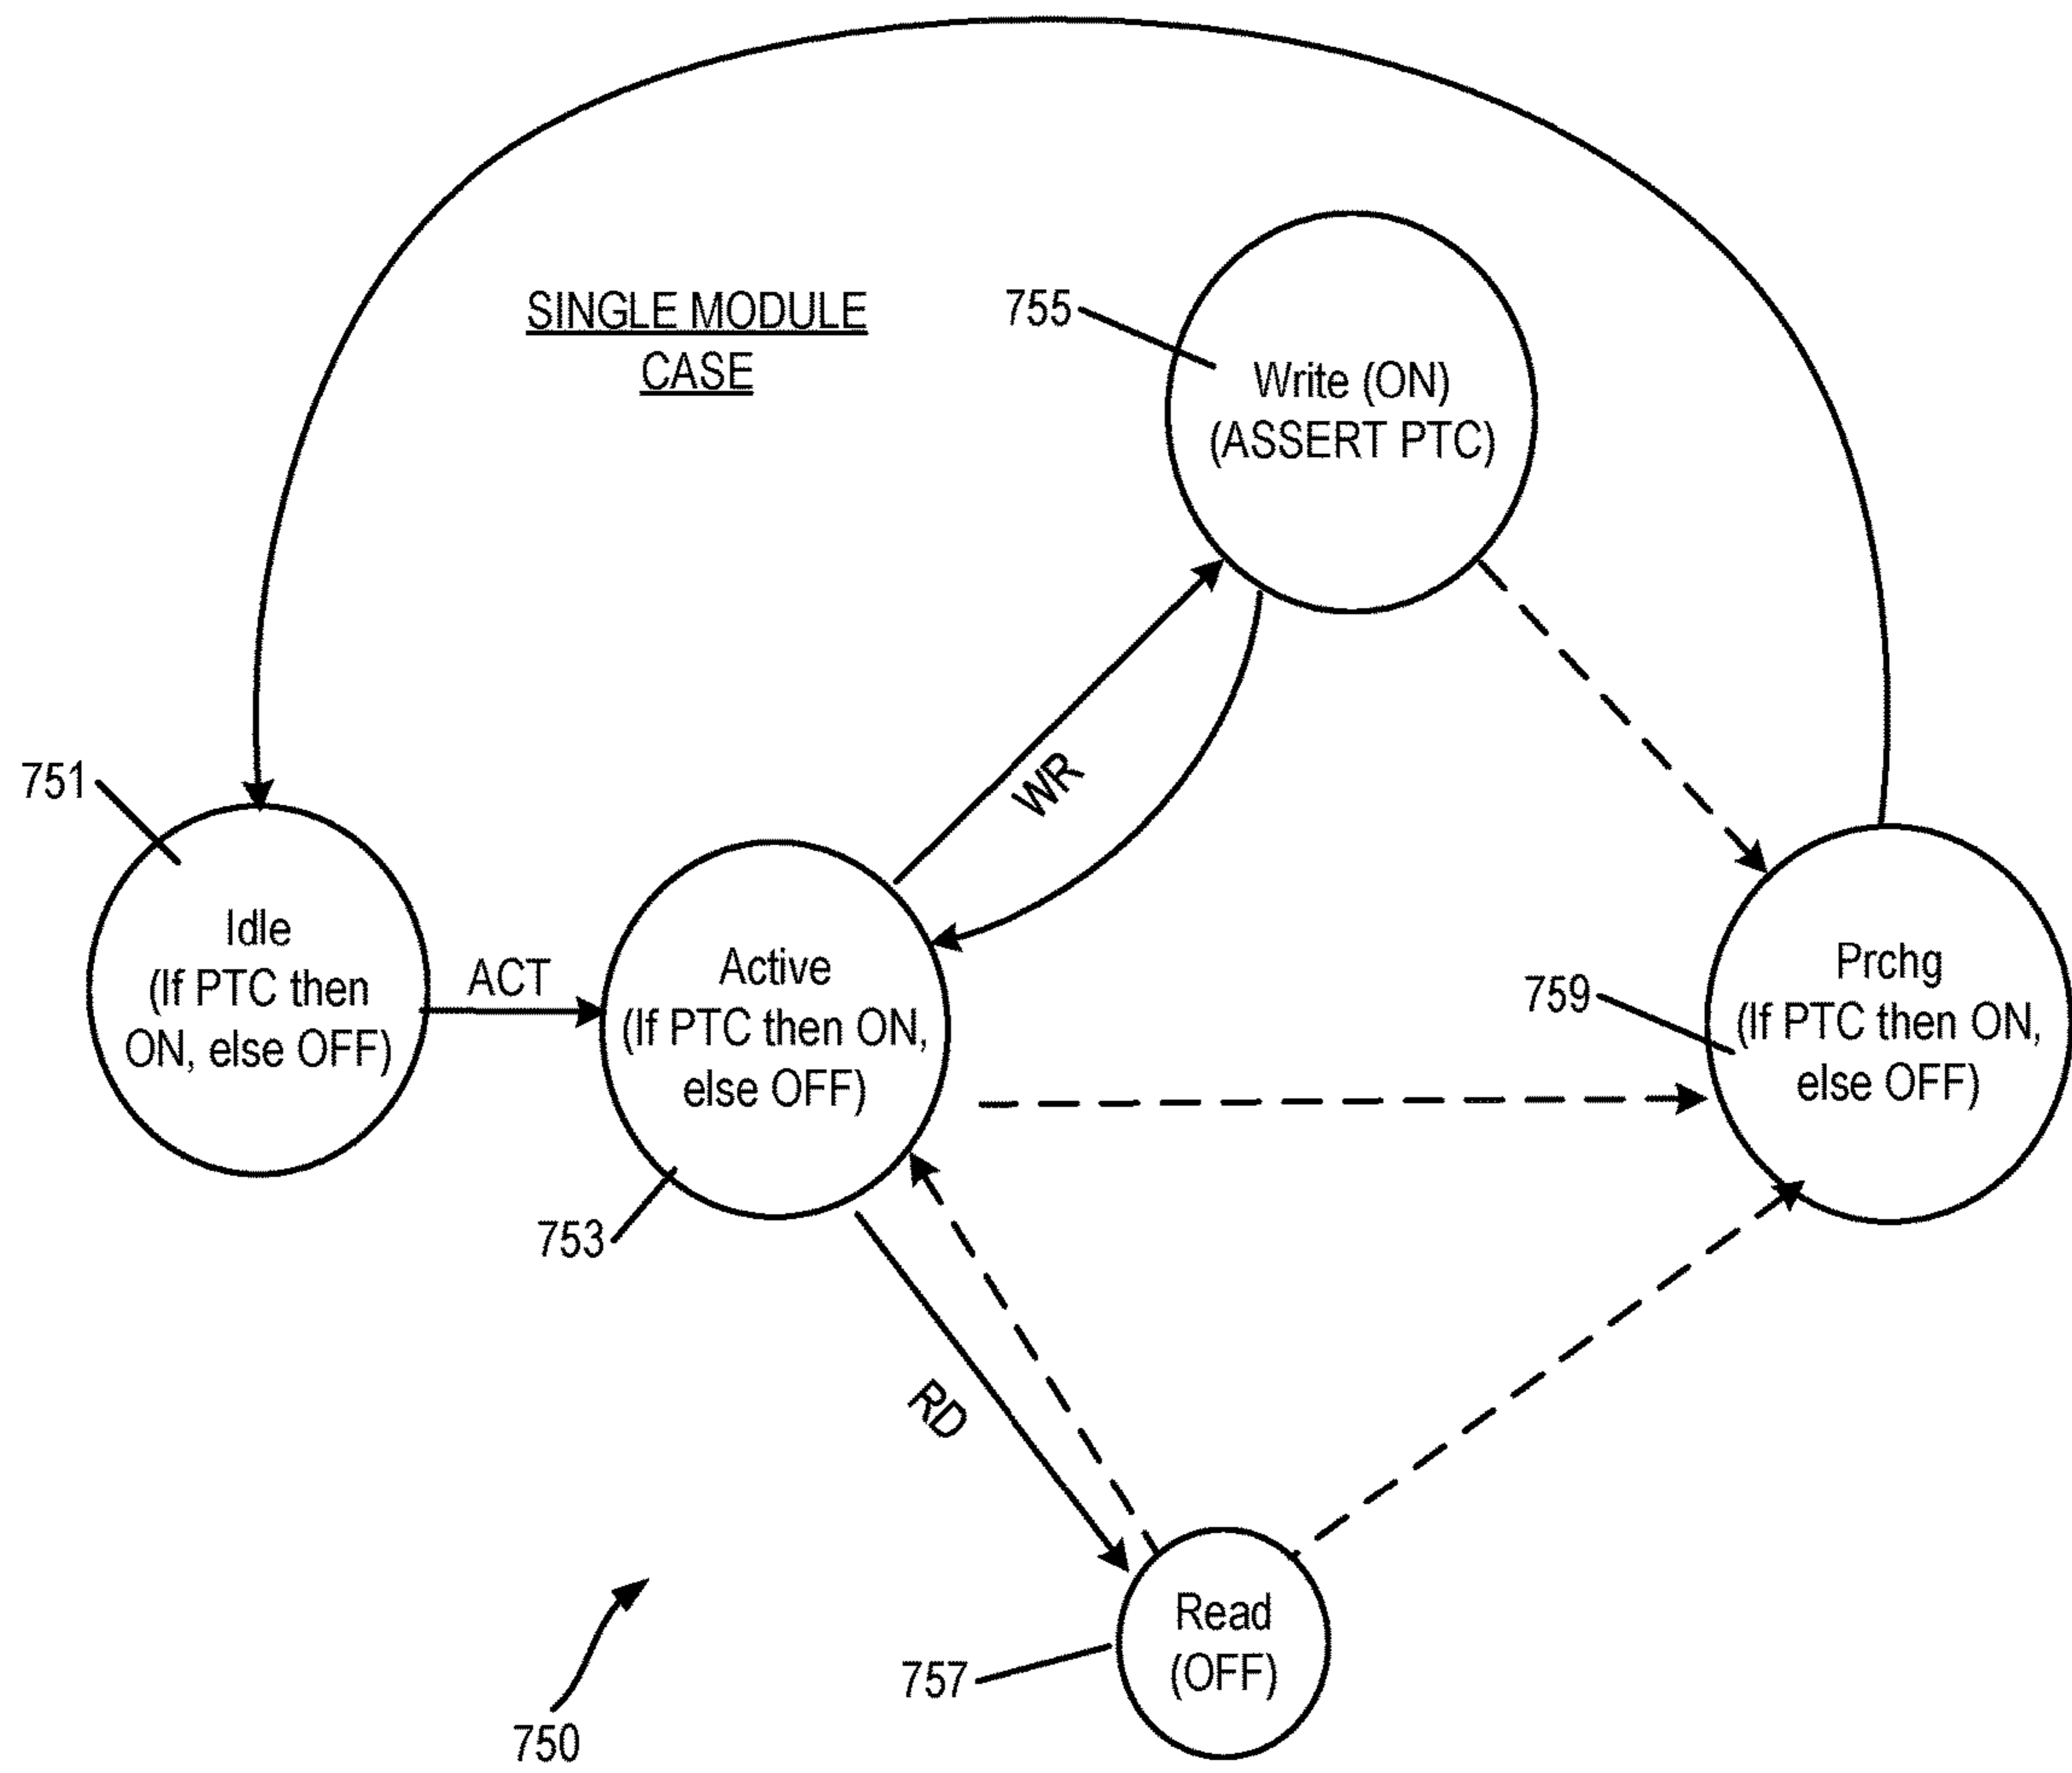 SINGLE MODULE
CASE
755
Write (ON)
(ASSERT PTC)
WR
751
Idle
(If PTC then
ON, else OFF)
ACT
Active
(If PTC then ON,
else OFF)
753
759
Prchg
(If PTC then ON,
else OFF)
RD
757
Read
(OFF)
750